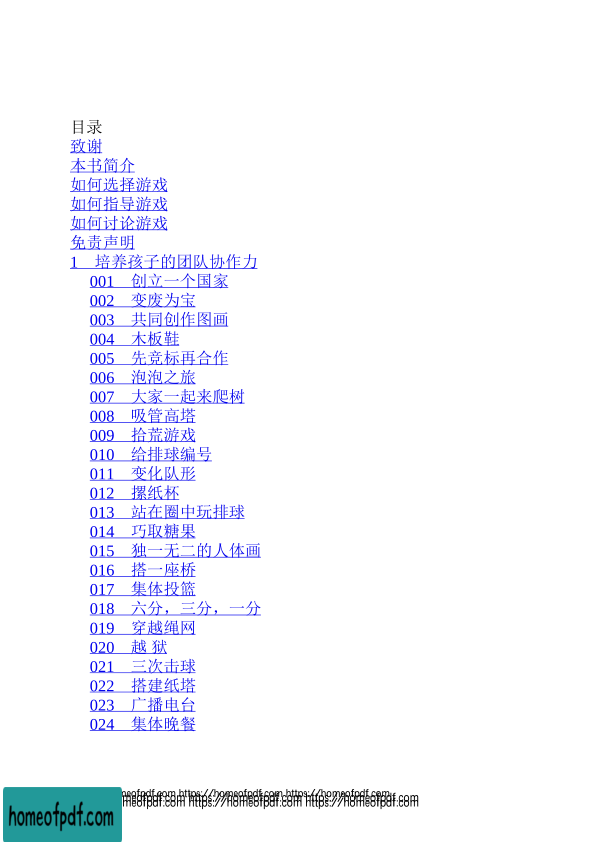 目录
致谢
本书简介
如何选择游戏
如何指导游戏
如何讨论游戏
免责声明
1　培养孩子的团队协作力
001　创立一个国家
002　变废为宝
003　共同创作图画
004　木板鞋
005　先竞标再合作
006　泡泡之旅
007　大家一起来爬树
008　吸管高塔
009　拾荒游戏
010　给排球编号
011　变化队形
012　摞纸杯
013　站在圈中玩排球
014　巧取糖果
015　独一无二的人体画
016　搭一座桥
017　集体投篮
018　六分，三分，一分
019　穿越绳网
020　越 狱
021　三次击球
022　搭建纸塔
023　广播电台
024　集体晚餐
homeofpdf.com https://homeofpdf.com https://homeofpdf.com
homeofpdf.com https://homeofpdf.com https://homeofpdf.com
homeofpdf.com